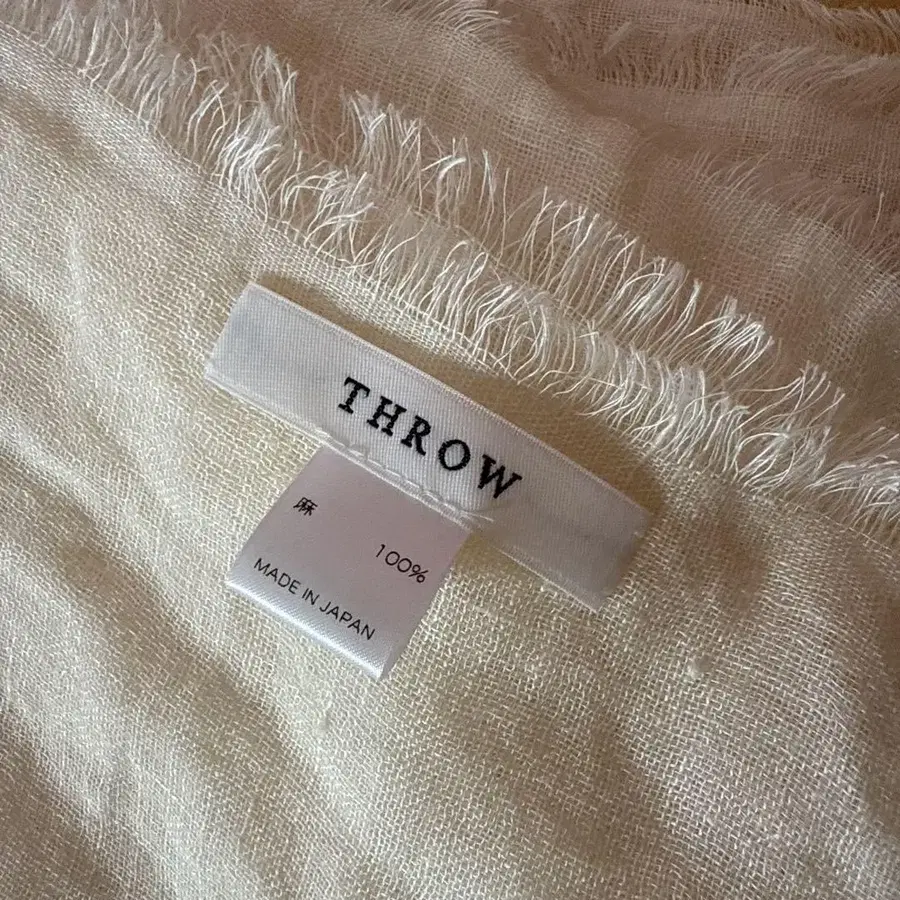 THROW
麻
100%
MADE IN JAPAN